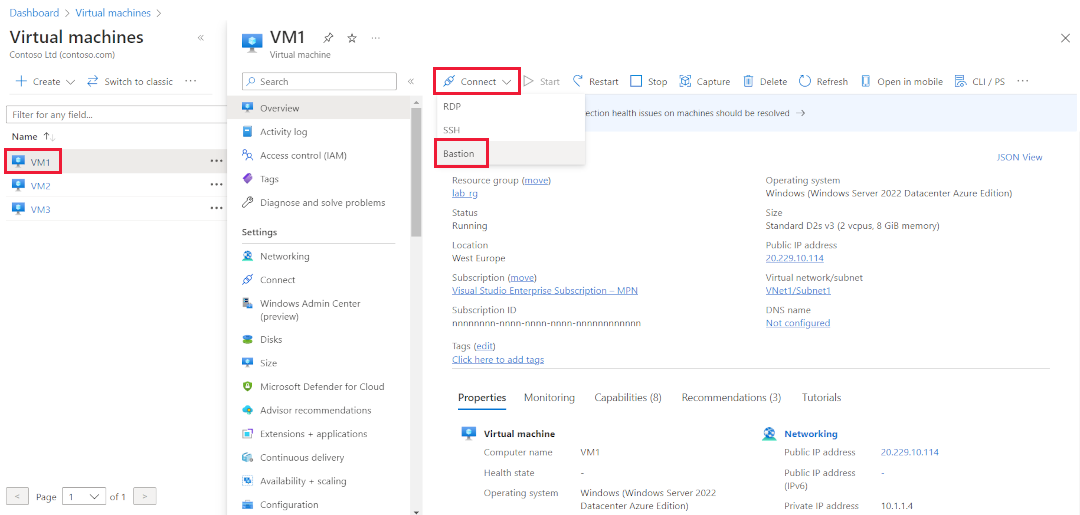 Dashboard > Virtual machines >
Virtual machines
Contoso Ltd (contoso.com)
Create
Switch to classic
Filter for any field...
Name
VM1
VM2
VM3
< Page 1 of 1 >
VM1
Virtual machine
Search
Overview
Activity log
Access control (IAM)
Tags
Diagnose and solve problems
Settings
Networking
Connect
Windows Admin Center
(preview)
Disks
Size
Microsoft Defender for Cloud
Advisor recommendations
Extensions + applications
Continuous delivery
Availability + scaling
Configuration
Connect Start Restart Stop Capture Delete Refresh Open in mobile CLI / PS
RDP
SSH
Bastion
ection health issues on machines should be resolved
JSON View
Resource group (move)
lab_rg
Status
Running
Location
West Europe
Subscription (move)
Visual Studio Enterprise Subscription – MPN
Subscription ID
nnnnnnnn-nnnn-nnnn-nnnn-nnnnnnnnnnnn
Tags (edit)
Click here to add tags
Operating system
Windows (Windows Server 2022 Datacenter Azure Edition)
Size
Standard D2s v3 (2 vcpus, 8 GiB memory)
Public IP address
20.229.10.114
Virtual network/subnet
VNet1/Subnet1
DNS name
Not configured
Properties Monitoring Capabilities (8) Recommendations (3) Tutorials
Virtual machine
Computer name VM1
Health state -
Operating system Windows (Windows Server 2022
Datacenter Azure Edition)
Networking
Public IP address 20.229.10.114
Public IP address -
(IPv6)
Private IP address 10.1.1.4